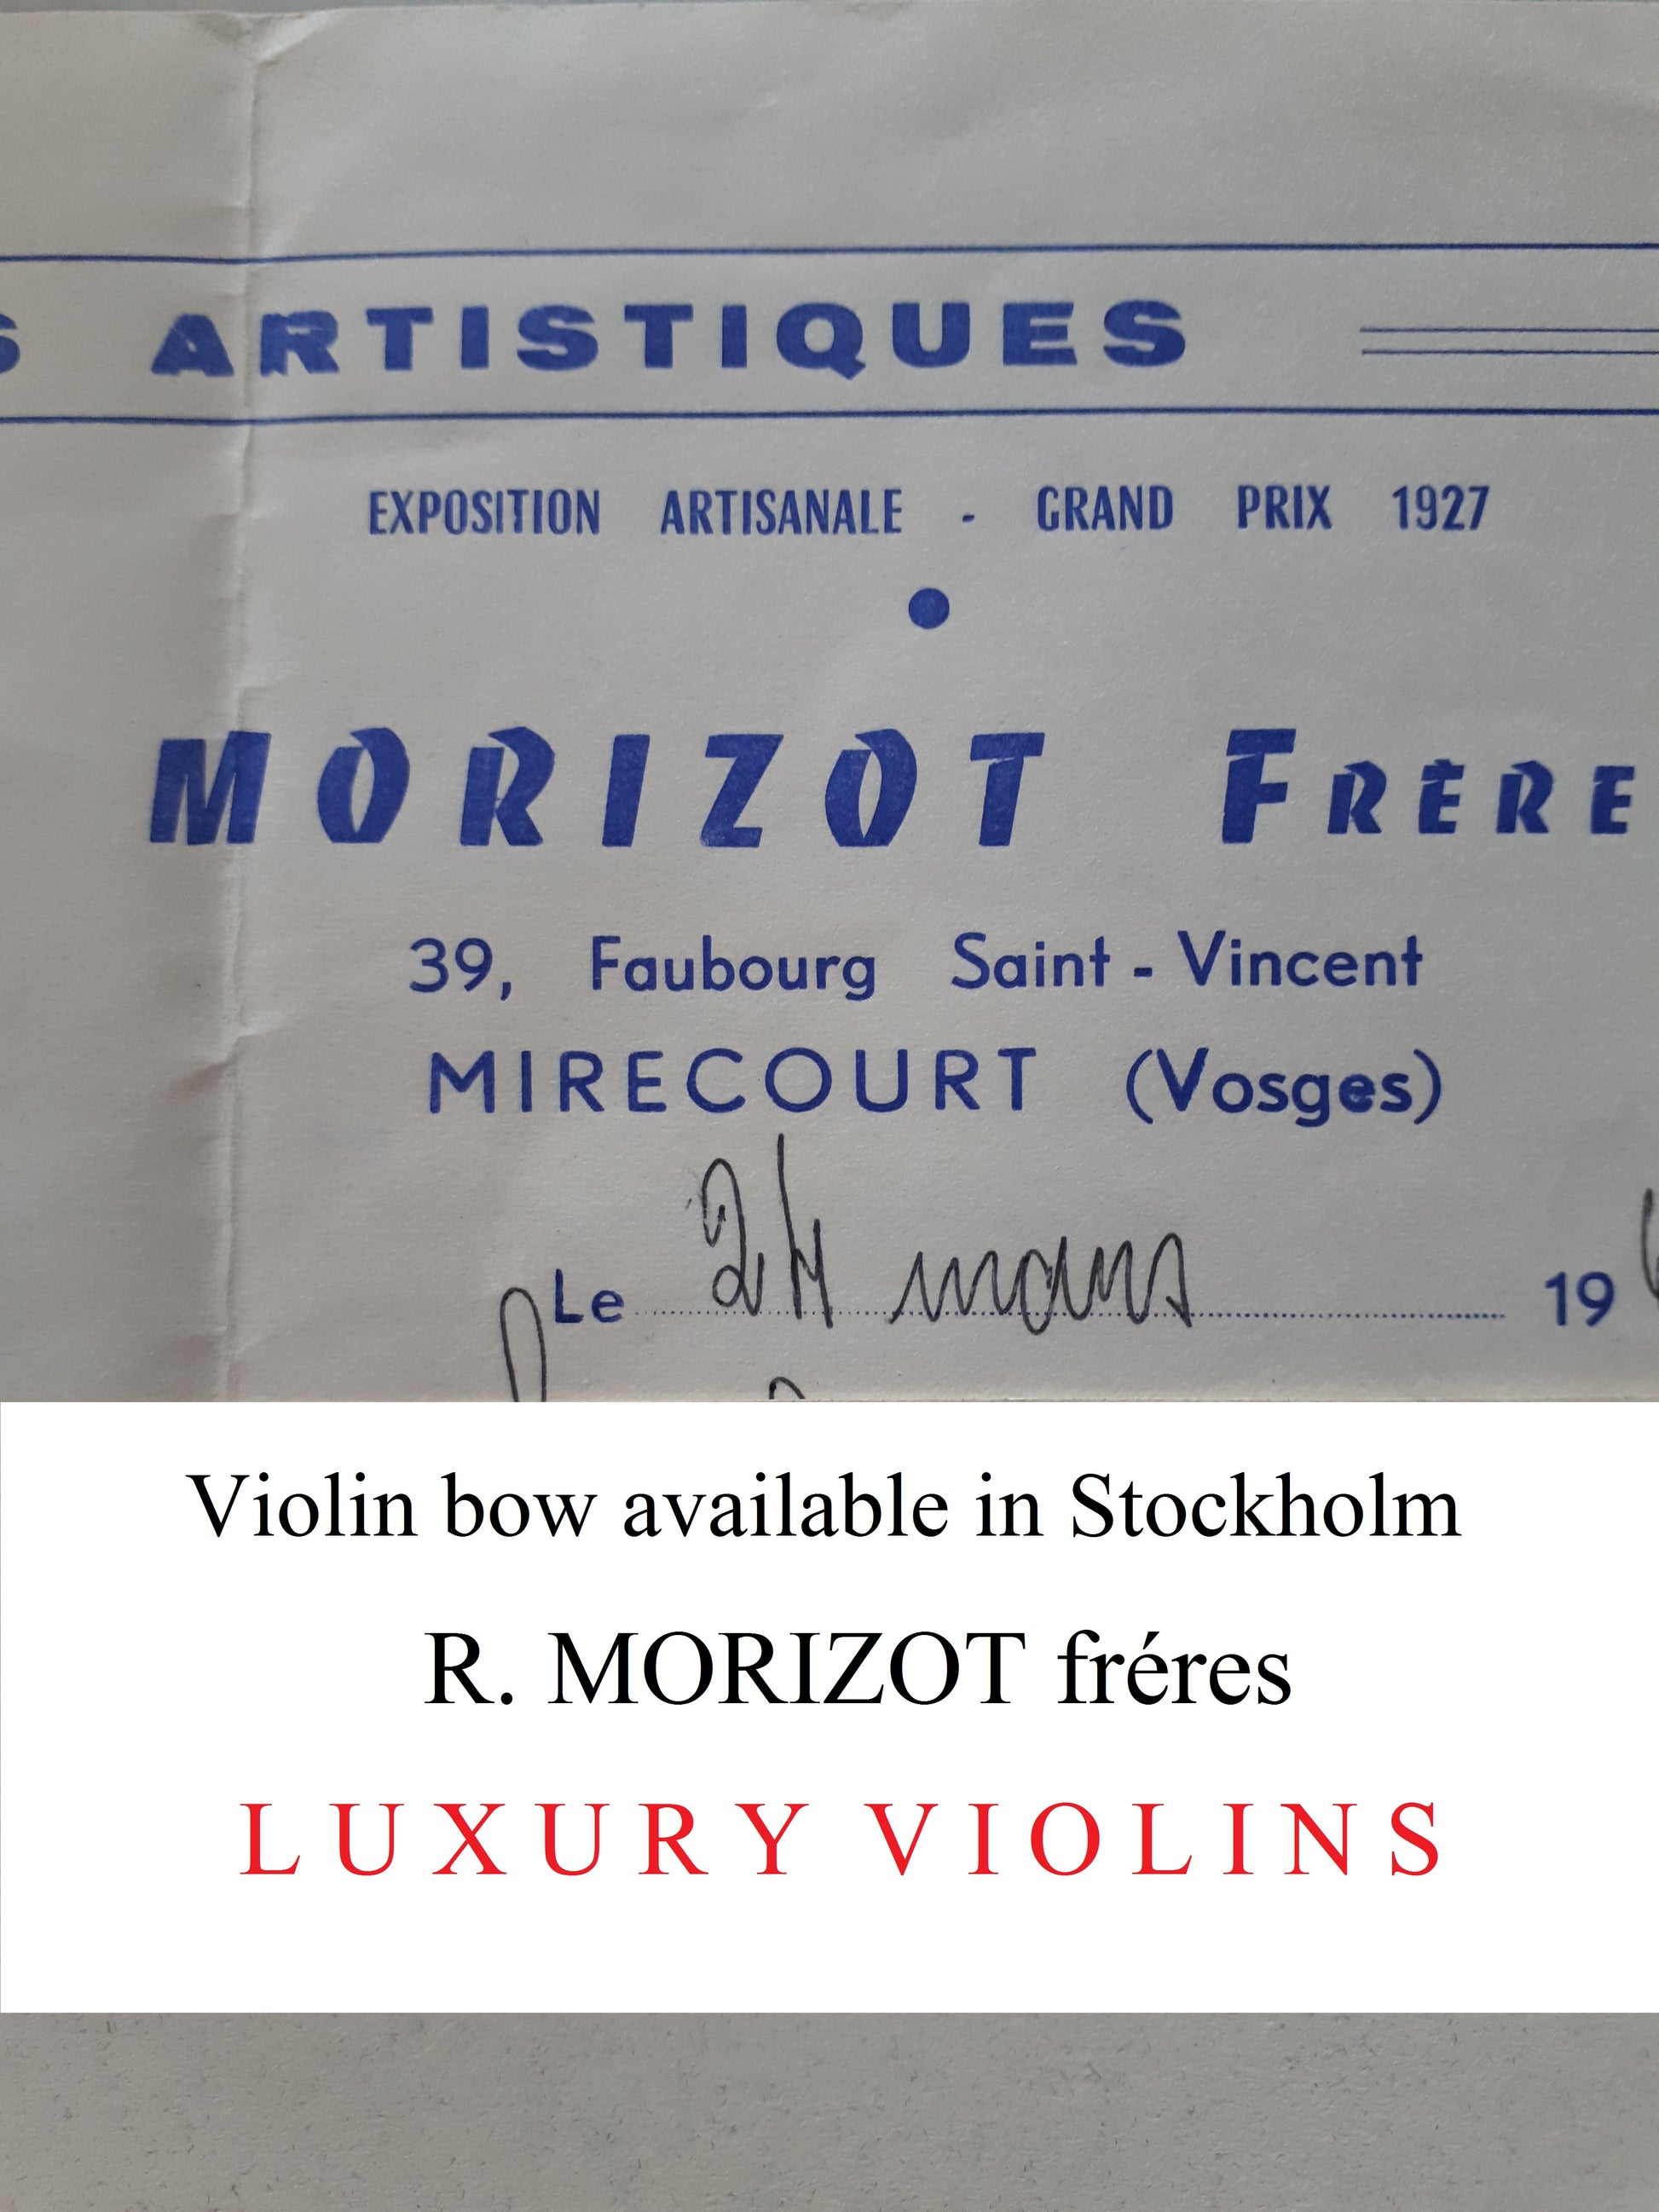 S ARTISTIQUES
EXPOSITION ARTISANALE - GRAND PRIX 1927
MORIZOT FRÈRE
39, Faubourg Saint-Vincent
MIRECOURT (Vosges)
Le 24 mars 19
Violin bow available in Stockholm
R. MORIZOT fréres
LUXURY VIOLINS